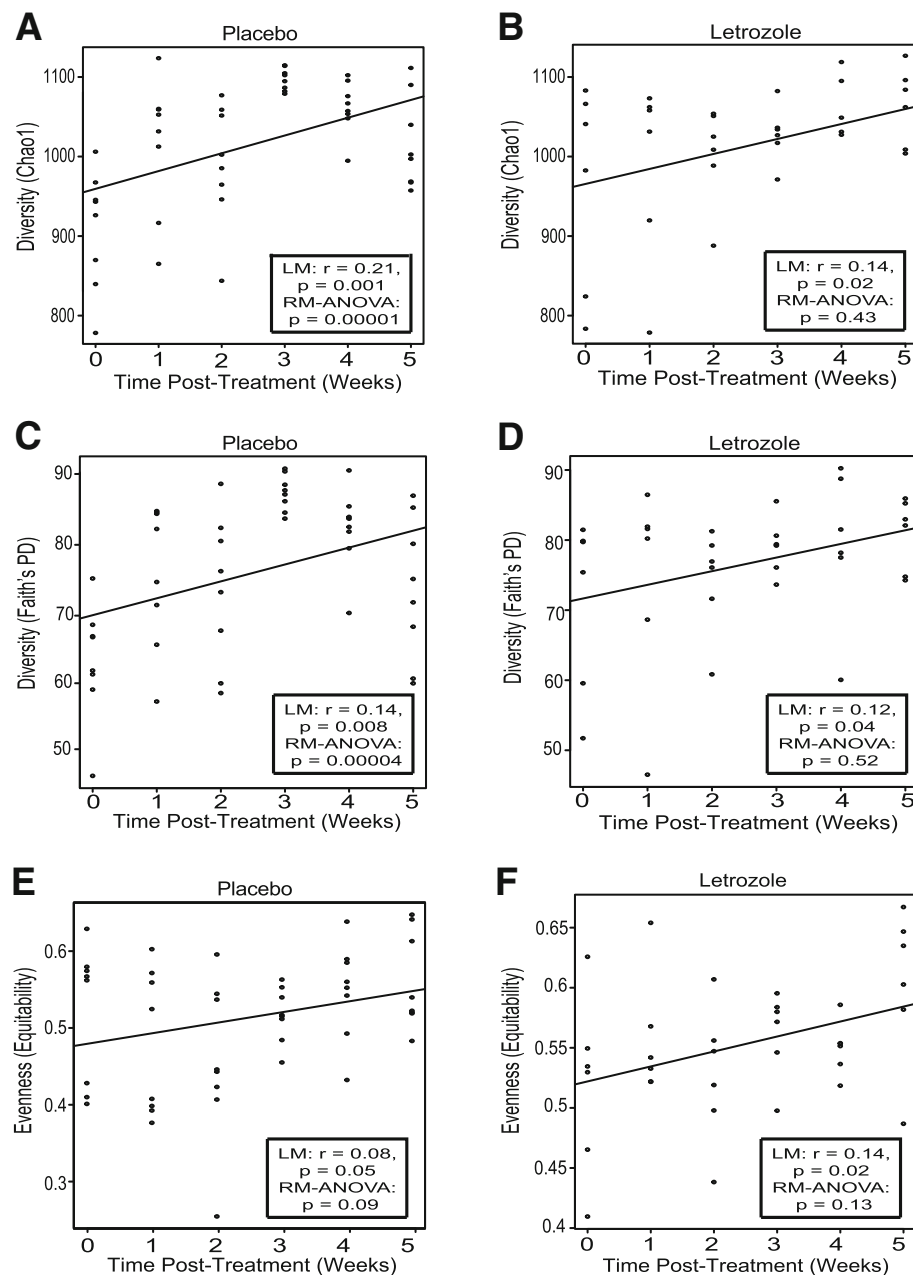 A
Placebo
Diversity (Chao1)
1100
1000
900
800
LM: r = 0.21,
p = 0.001
RM-ANOVA:
p = 0.00001
0 1 2 3 4 5
Time Post-Treatment (Weeks)
B
Letrozole
Diversity (Chao1)
1100
1000
900
800
LM: r = 0.14,
p = 0.02
RM-ANOVA:
p = 0.43
0 1 2 3 4 5
Time Post-Treatment (Weeks)
C
Placebo
Diversity (Faith's PD)
90
80
70
60
50
LM: r = 0.14,
p = 0.008
RM-ANOVA:
p = 0.00004
0 1 2 3 4 5
Time Post-Treatment (Weeks)
D
Letrozole
Diversity (Faith's PD)
90
80
70
60
50
LM: r = 0.12,
p = 0.04
RM-ANOVA:
p = 0.52
0 1 2 3 4 5
Time Post-Treatment (Weeks)
E
Placebo
Evenness (Equitability)
0.6
0.5
0.4
0.3
LM: r = 0.08,
p = 0.05
RM-ANOVA:
p = 0.09
0 1 2 3 4 5
Time Post-Treatment (Weeks)
F
Letrozole
Evenness (Equitability)
0.65
0.6
0.55
0.5
0.45
0.4
LM: r = 0.14,
p = 0.02
RM-ANOVA:
p = 0.13
0 1 2 3 4 5
Time Post-Treatment (Weeks)